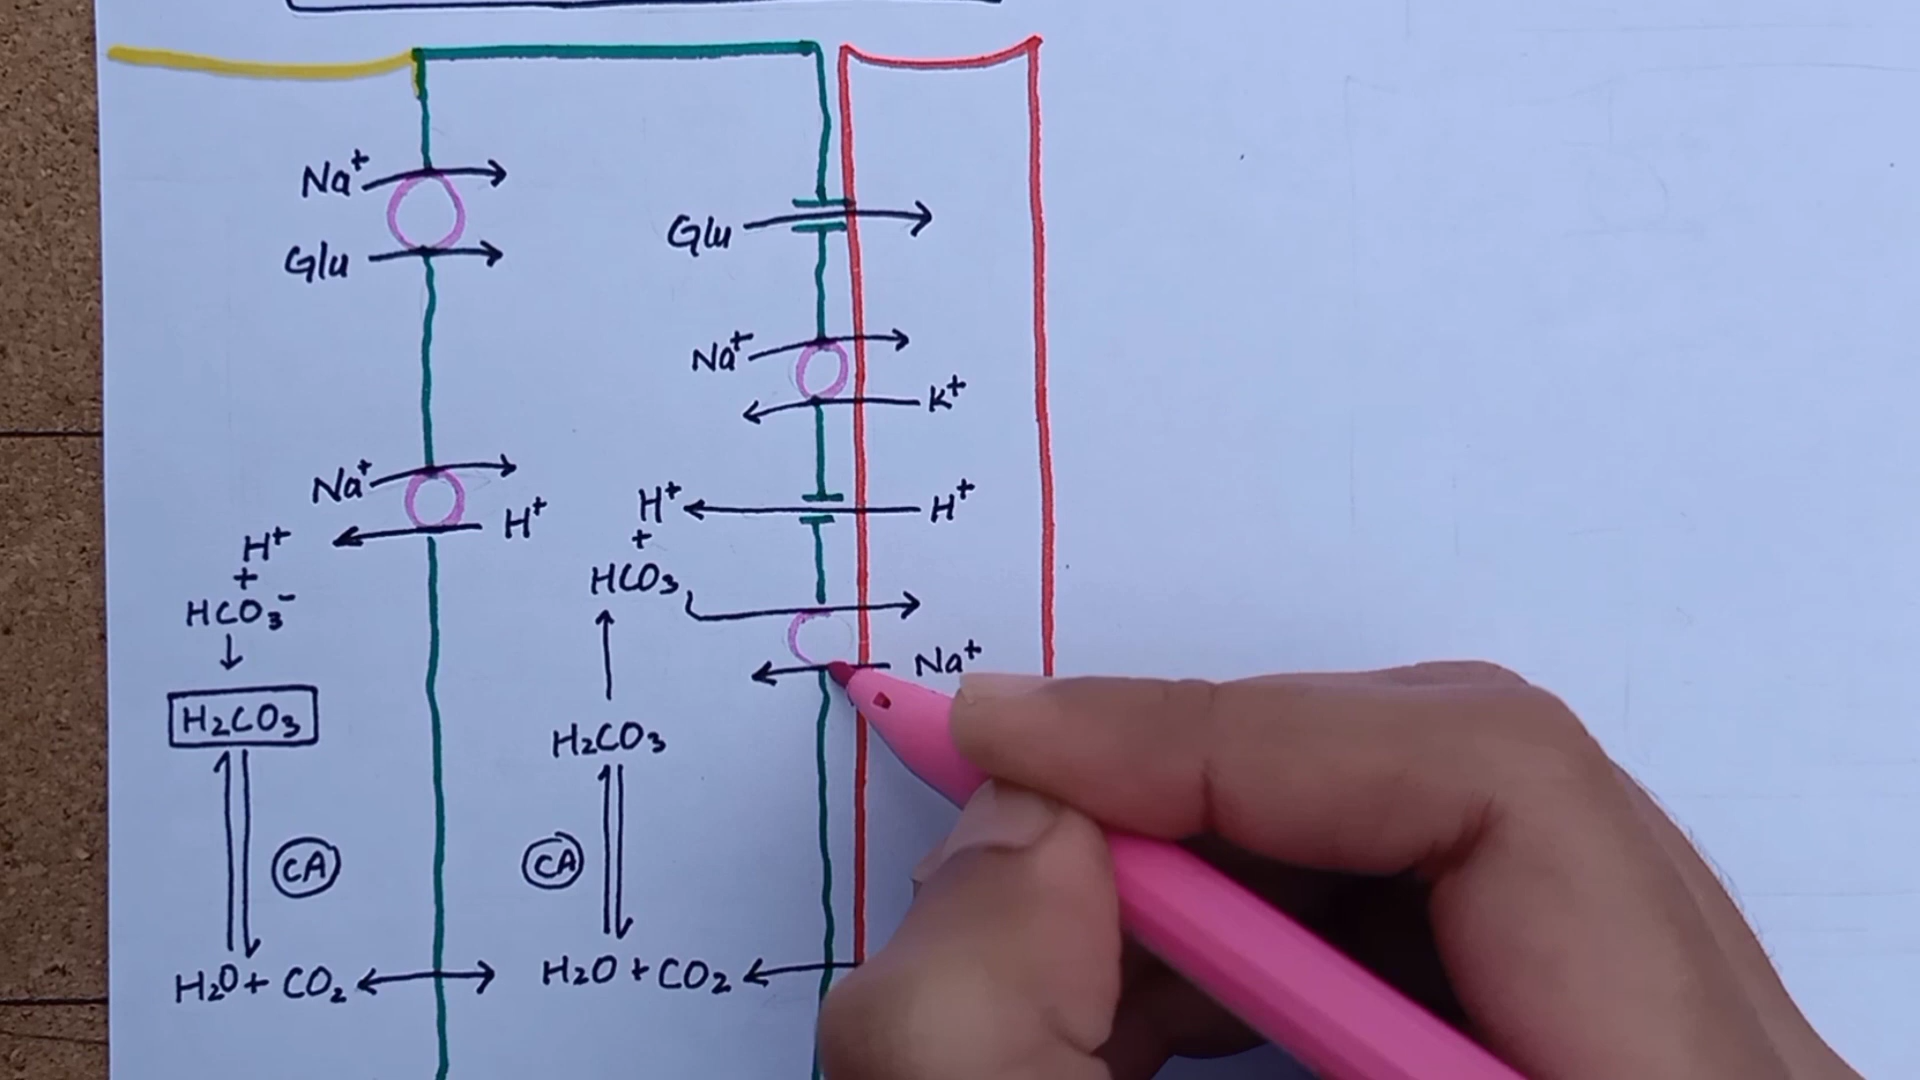 Na+
Glu
Glu
Na+
K+
Na+
H+
H+
H+
H+
+
HCO3-
+
HCO3
Na+
H2CO3
H2CO3
CA
CA
H2O + CO2
H2O + CO2